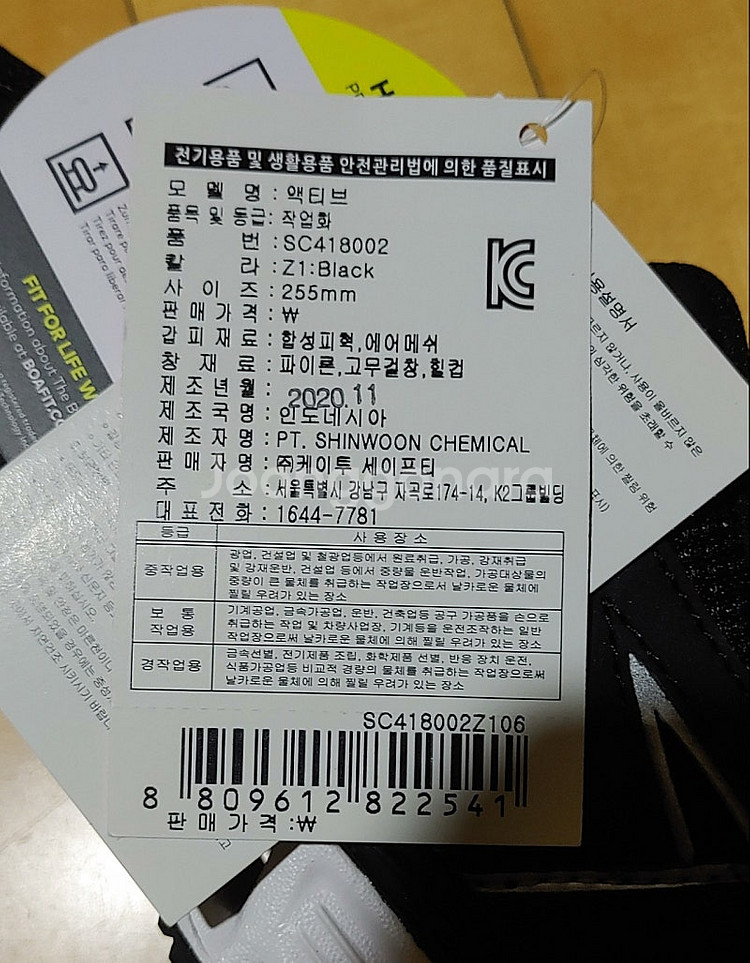 전기용품 및 생활용품 안전관리법에 의한 품질표시
모 델 명 : 액티브
품목 및 등급: 작업화
품 번 : SC418002
칼 라 : Z1:Black
사 이 즈 : 255mm
판 매 가 격 : ₩
갑 피 재 료 : 합성피혁,에어메쉬
창 재 료 : 파이론,고무겉창,힐컵
제 조 년 월 : 2020.11
제 조 국 명 : 인도네시아
제 조 자 명 : PT. SHINWOON CHEMICAL
판 매 자 명 : ㈜케이투 세이프티
주 소 : 서울특별시 강남구 자곡로174-14, K2그룹빌딩
대 표 전 화 : 1644-7781
등급 사 용 장 소
중작업용
광업, 건설업 및 철광업등에서 원료취급, 가공, 강재취급
및 강재운반, 건설업 등에서 중량물 운반작업, 가공대상물의
중량이 큰 물체를 취급하는 작업장으로서 날카로운 물체에
찔릴 우려가 있는 장소
보 통
작업용
기계공업, 금속가공업, 운반, 건축업등 공구 가공품을 손으로
취급하는 작업 및 차량사업장, 기계등을 운전조작하는 일반
작업장으로써 날카로운 물체에 의해 찔릴 우려가 있는 장소
경작업용
금속선별, 전기제품 조립, 화학제품 선별, 반응 장치 운전,
식품가공업등 비교적 경량의 물체를 취급하는 작업장으로써
날카로운 물체에 의해 찔릴 우려가 있는 장소
SC418002Z106
8 809612 822541
판 매 가 격 :₩
FIT FOR LIFE
information about The B
available at BOAFIT.CO
사용설명서
Joonggonara